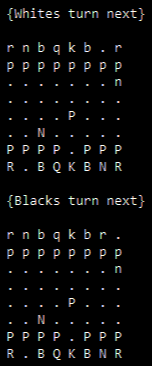 {Whites turn next}
r n b q k b . r
p p p p p p p p
. . . . . . . n
. . . . . . . .
. . . . P . . .
. . N . . . . .
P P P P . P P P
R . B Q K B N R
{Blacks turn next}
r n b q k b r .
p p p p p p p p
. . . . . . . n
. . . . . . . .
. . . . P . . .
. . N . . . . .
P P P P . P P P
R . B Q K B N R